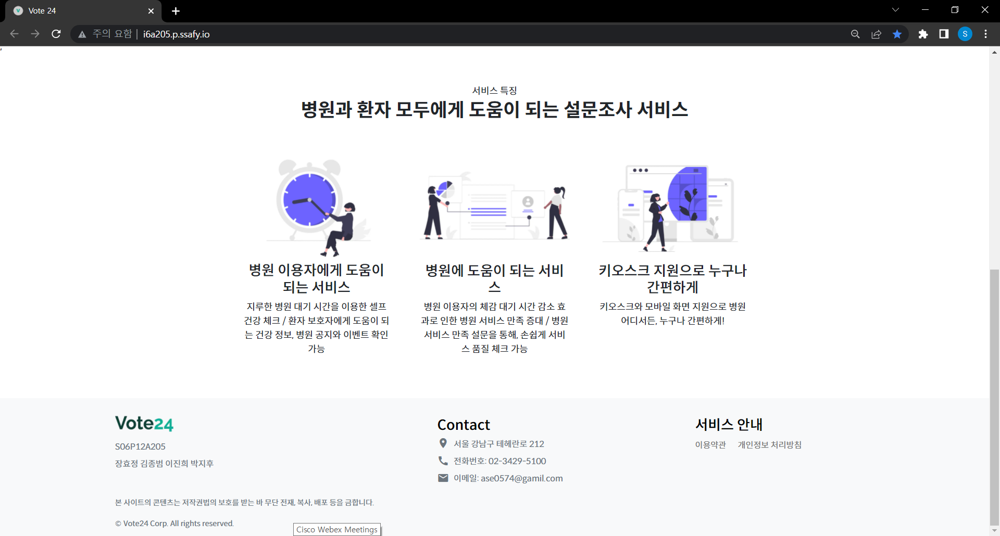 Vote 24
주의 요함 | i6a205.p.ssafy.io
S
,
서비스 특징
병원과 환자 모두에게 도움이 되는 설문조사 서비스
병원 이용자에게 도움이
되는 서비스
지루한 병원 대기 시간을 이용한 셀프
건강 체크 / 환자 보호자에게 도움이 되
는 건강 정보, 병원 공지와 이벤트 확인
가능
병원에 도움이 되는 서비
스
병원 이용자의 체감 대기 시간 감소 효
과로 인한 병원 서비스 만족 증대 / 병원
서비스 만족 설문을 통해, 손쉽게 서비
스 품질 체크 가능
키오스크 지원으로 누구나
간편하게
키오스크와 모바일 화면 지원으로 병원
어디서든, 누구나 간편하게!
Vote24
S06P12A205
장효정 김종범 이진희 박지후
본 사이트의 콘텐츠는 저작권법의 보호를 받는 바 무단 전재, 복사, 배포 등을 금합니다.
© Vote24 Corp. All rights reserved.
Contact
서울 강남구 테헤란로 212
전화번호: 02-3429-5100
이메일: ase0574@gamil.com
서비스 안내
이용약관 개인정보 처리방침
Cisco Webex Meetings